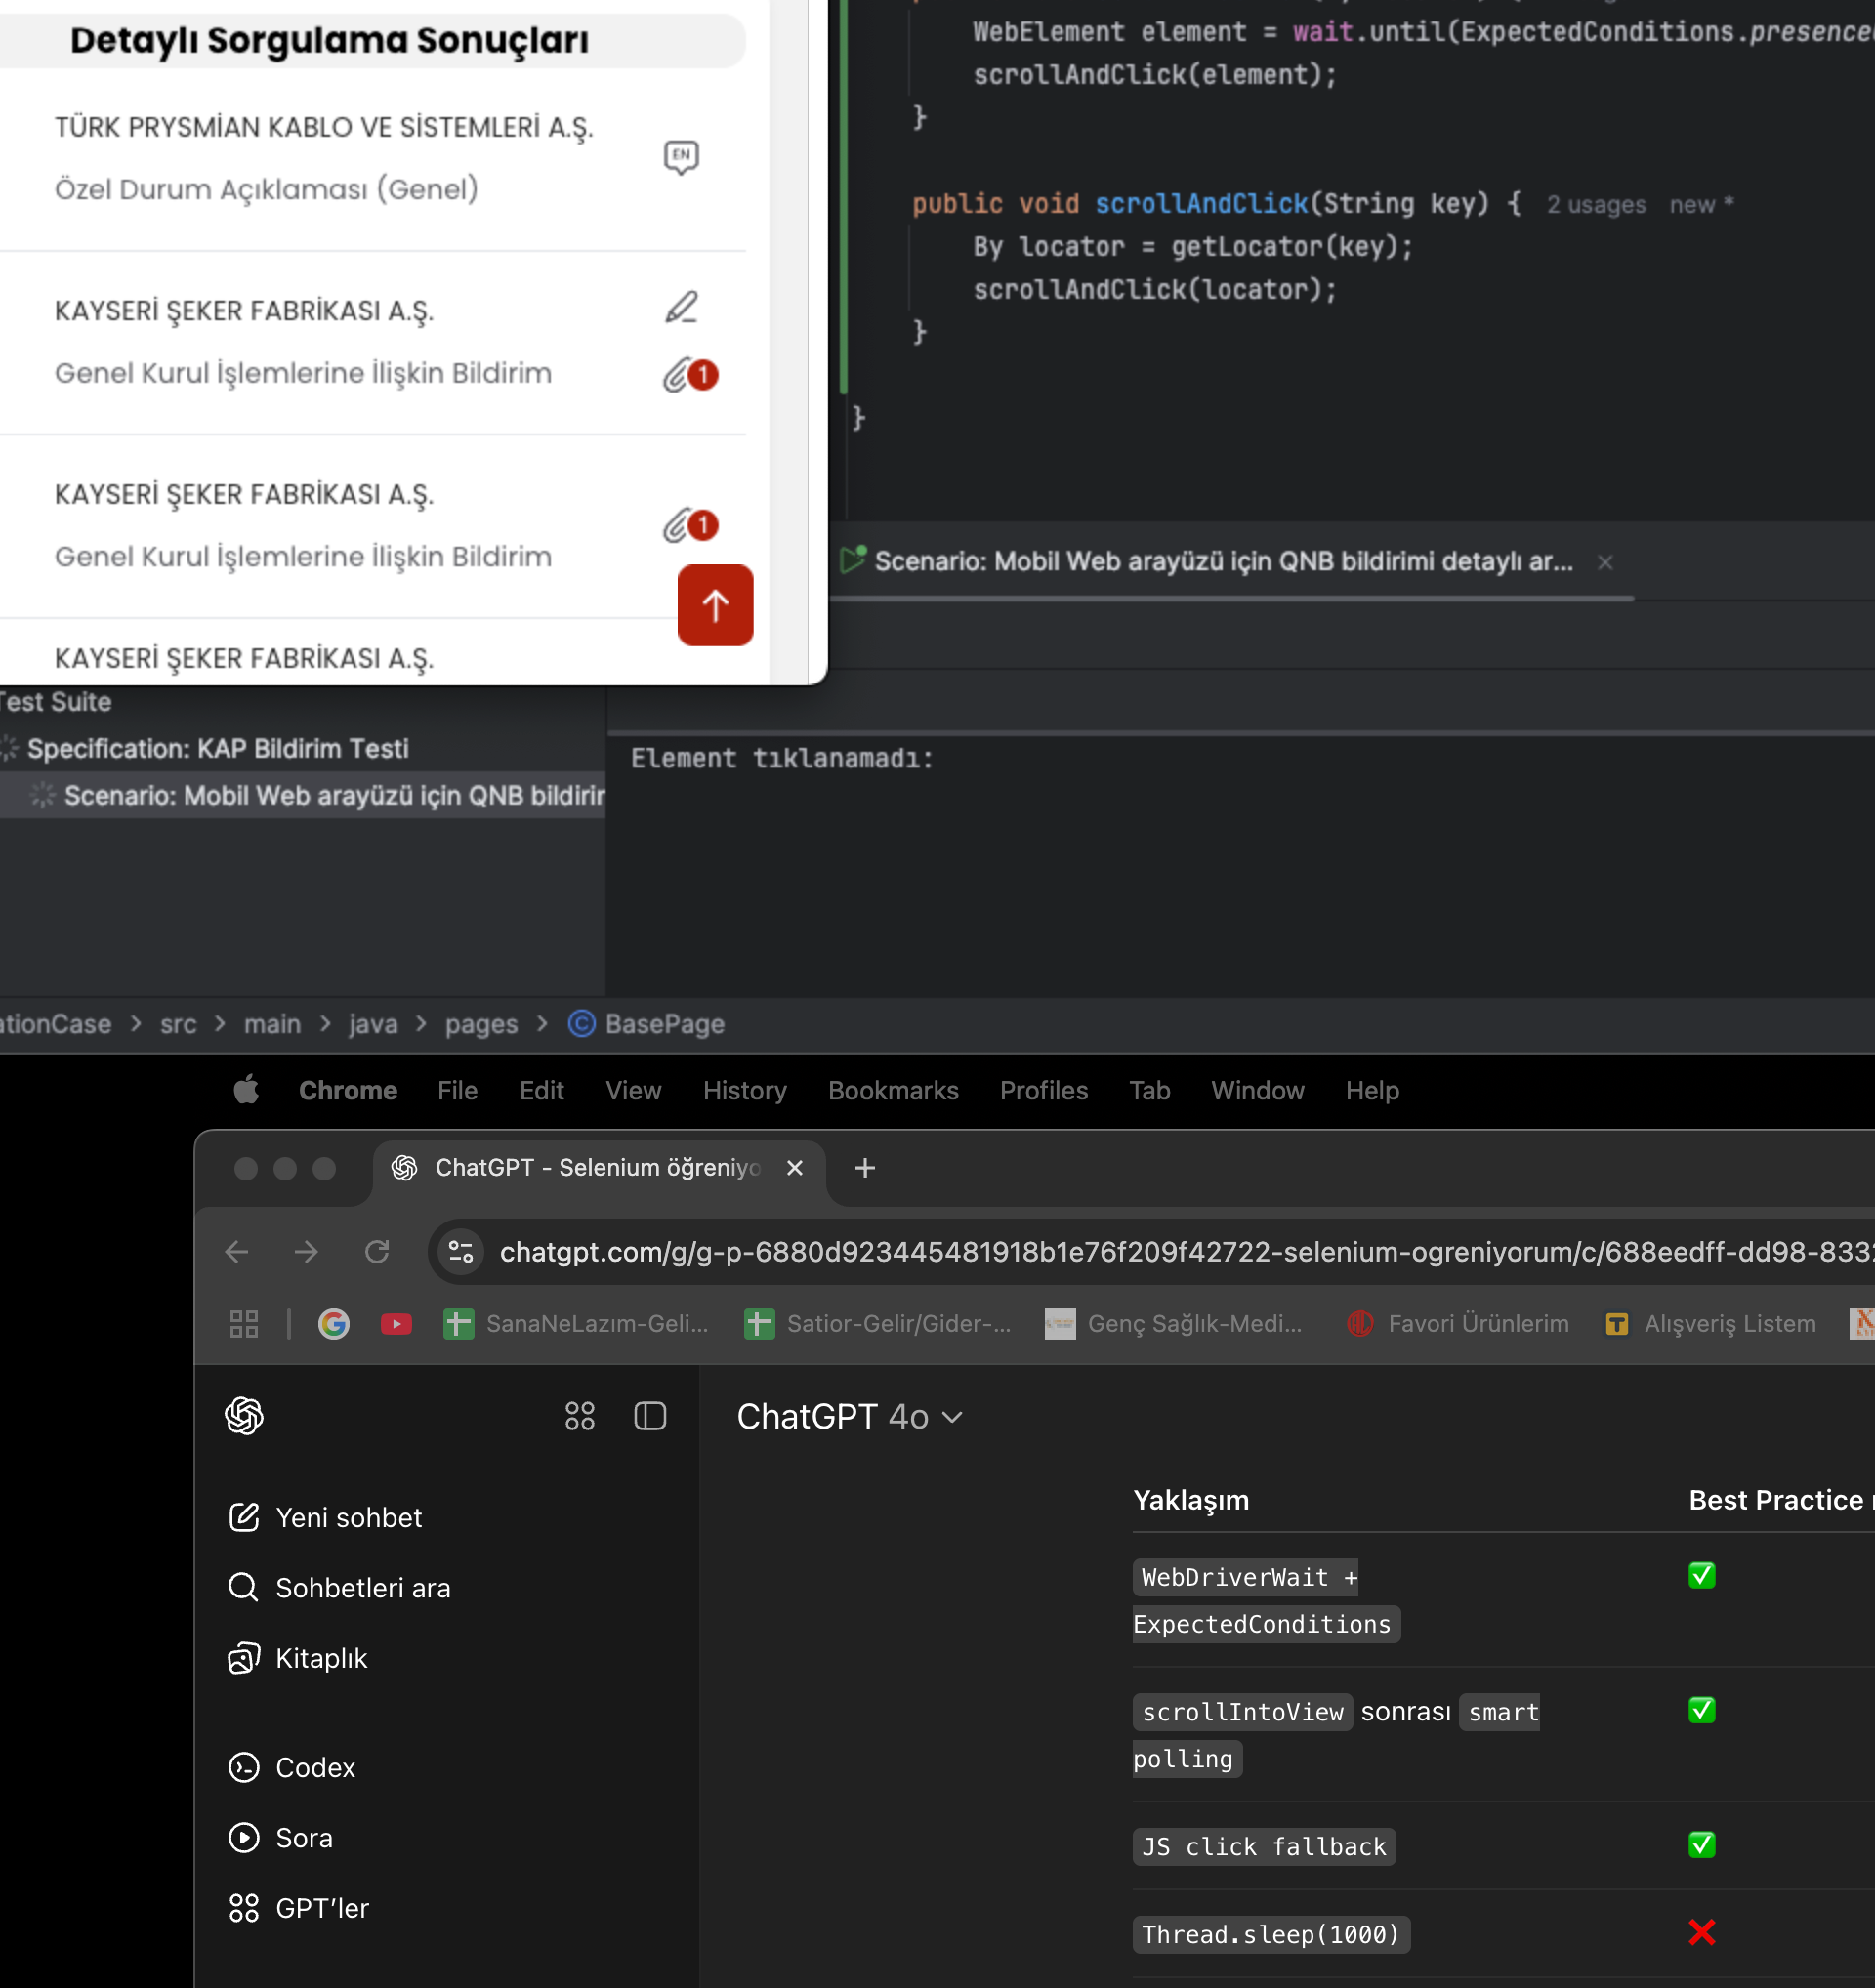 Detaylı Sorgulama Sonuçları
TÜRK PRYSMİAN KABLO VE SİSTEMLERİ A.Ş.
EN
Özel Durum Açıklaması (Genel)
KAYSERİ ŞEKER FABRİKASI A.Ş.
Genel Kurul İşlemlerine İlişkin Bildirim
1
KAYSERİ ŞEKER FABRİKASI A.Ş.
1
Genel Kurul İşlemlerine İlişkin Bildirim
KAYSERİ ŞEKER FABRİKASI A.Ş.
WebElement element = wait.until(ExpectedConditions.presence
scrollAndClick(element);
}
public void scrollAndClick(String key) { 2 usages new *
By locator = getLocator(key);
scrollAndClick(locator);
}
}
Scenario: Mobil Web arayüzü için QNB bildirimi detaylı ar...
Test Suite
Specification: KAP Bildirim Testi
Scenario: Mobil Web arayüzü için QNB bildirir
Element tıklanamadı:
ationCase > src > main > java > pages > © BasePage
Chrome File Edit View History Bookmarks Profiles Tab Window Help
ChatGPT - Selenium öğreniyo
chatgpt.com/g/g-p-6880d923445481918b1e76f209f42722-selenium-ogreniyorum/c/688eedff-dd98-833
SanaNeLazım-Geli... Satior-Gelir/Gider-... Genç Sağlık-Medi... Favori Ürünlerim T Alışveriş Listem
ChatGPT 4o
Yeni sohbet
Sohbetleri ara
Kitaplık
Codex
Sora
GPT'ler
Yaklaşım Best Practice
WebDriverWait +
ExpectedConditions
scrollIntoView sonrası smart
polling
JS click fallback
Thread.sleep(1000)